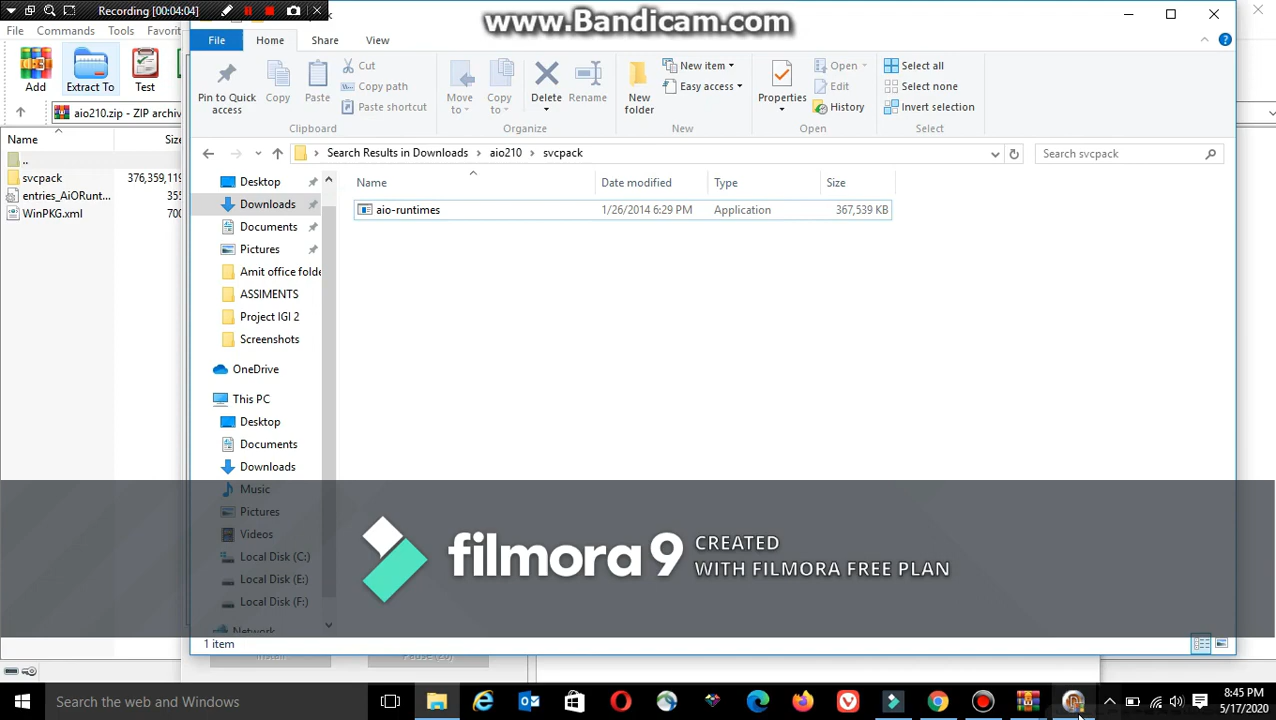 Recording [00:04:04]
www.Bandicam.com
File Commands Tools Favorit
Add
Extract To
Test
aio210.zip - ZIP archiv
Name
Size
..
svcpack 376,359,119
entries_AiORunt... 355
WinPKG.xml 700
File Home Share View
Pin to Quick access
Copy
Paste
Cut
Copy path
Paste shortcut
Clipboard
Move to
Copy to
Delete
Rename
Organize
New folder
New item
Easy access
New
Properties
Open
Edit
History
Open
Select all
Select none
Invert selection
Select
Search Results in Downloads > aio210 > svcpack
Search svcpack
Name Date modified Type Size
aio-runtimes 1/26/2014 6:29 PM Application 367,539 KB
Desktop
Downloads
Documents
Pictures
Amit office folde
ASSIMENTS
Project IGI 2
Screenshots
OneDrive
This PC
Desktop
Documents
Downloads
Music
Pictures
Videos
Local Disk (C:)
Local Disk (E:)
Local Disk (F:)
Network
filmora 9
CREATED
WITH FILMORA FREE PLAN
1 item
Search the web and Windows
8:45 PM
5/17/2020